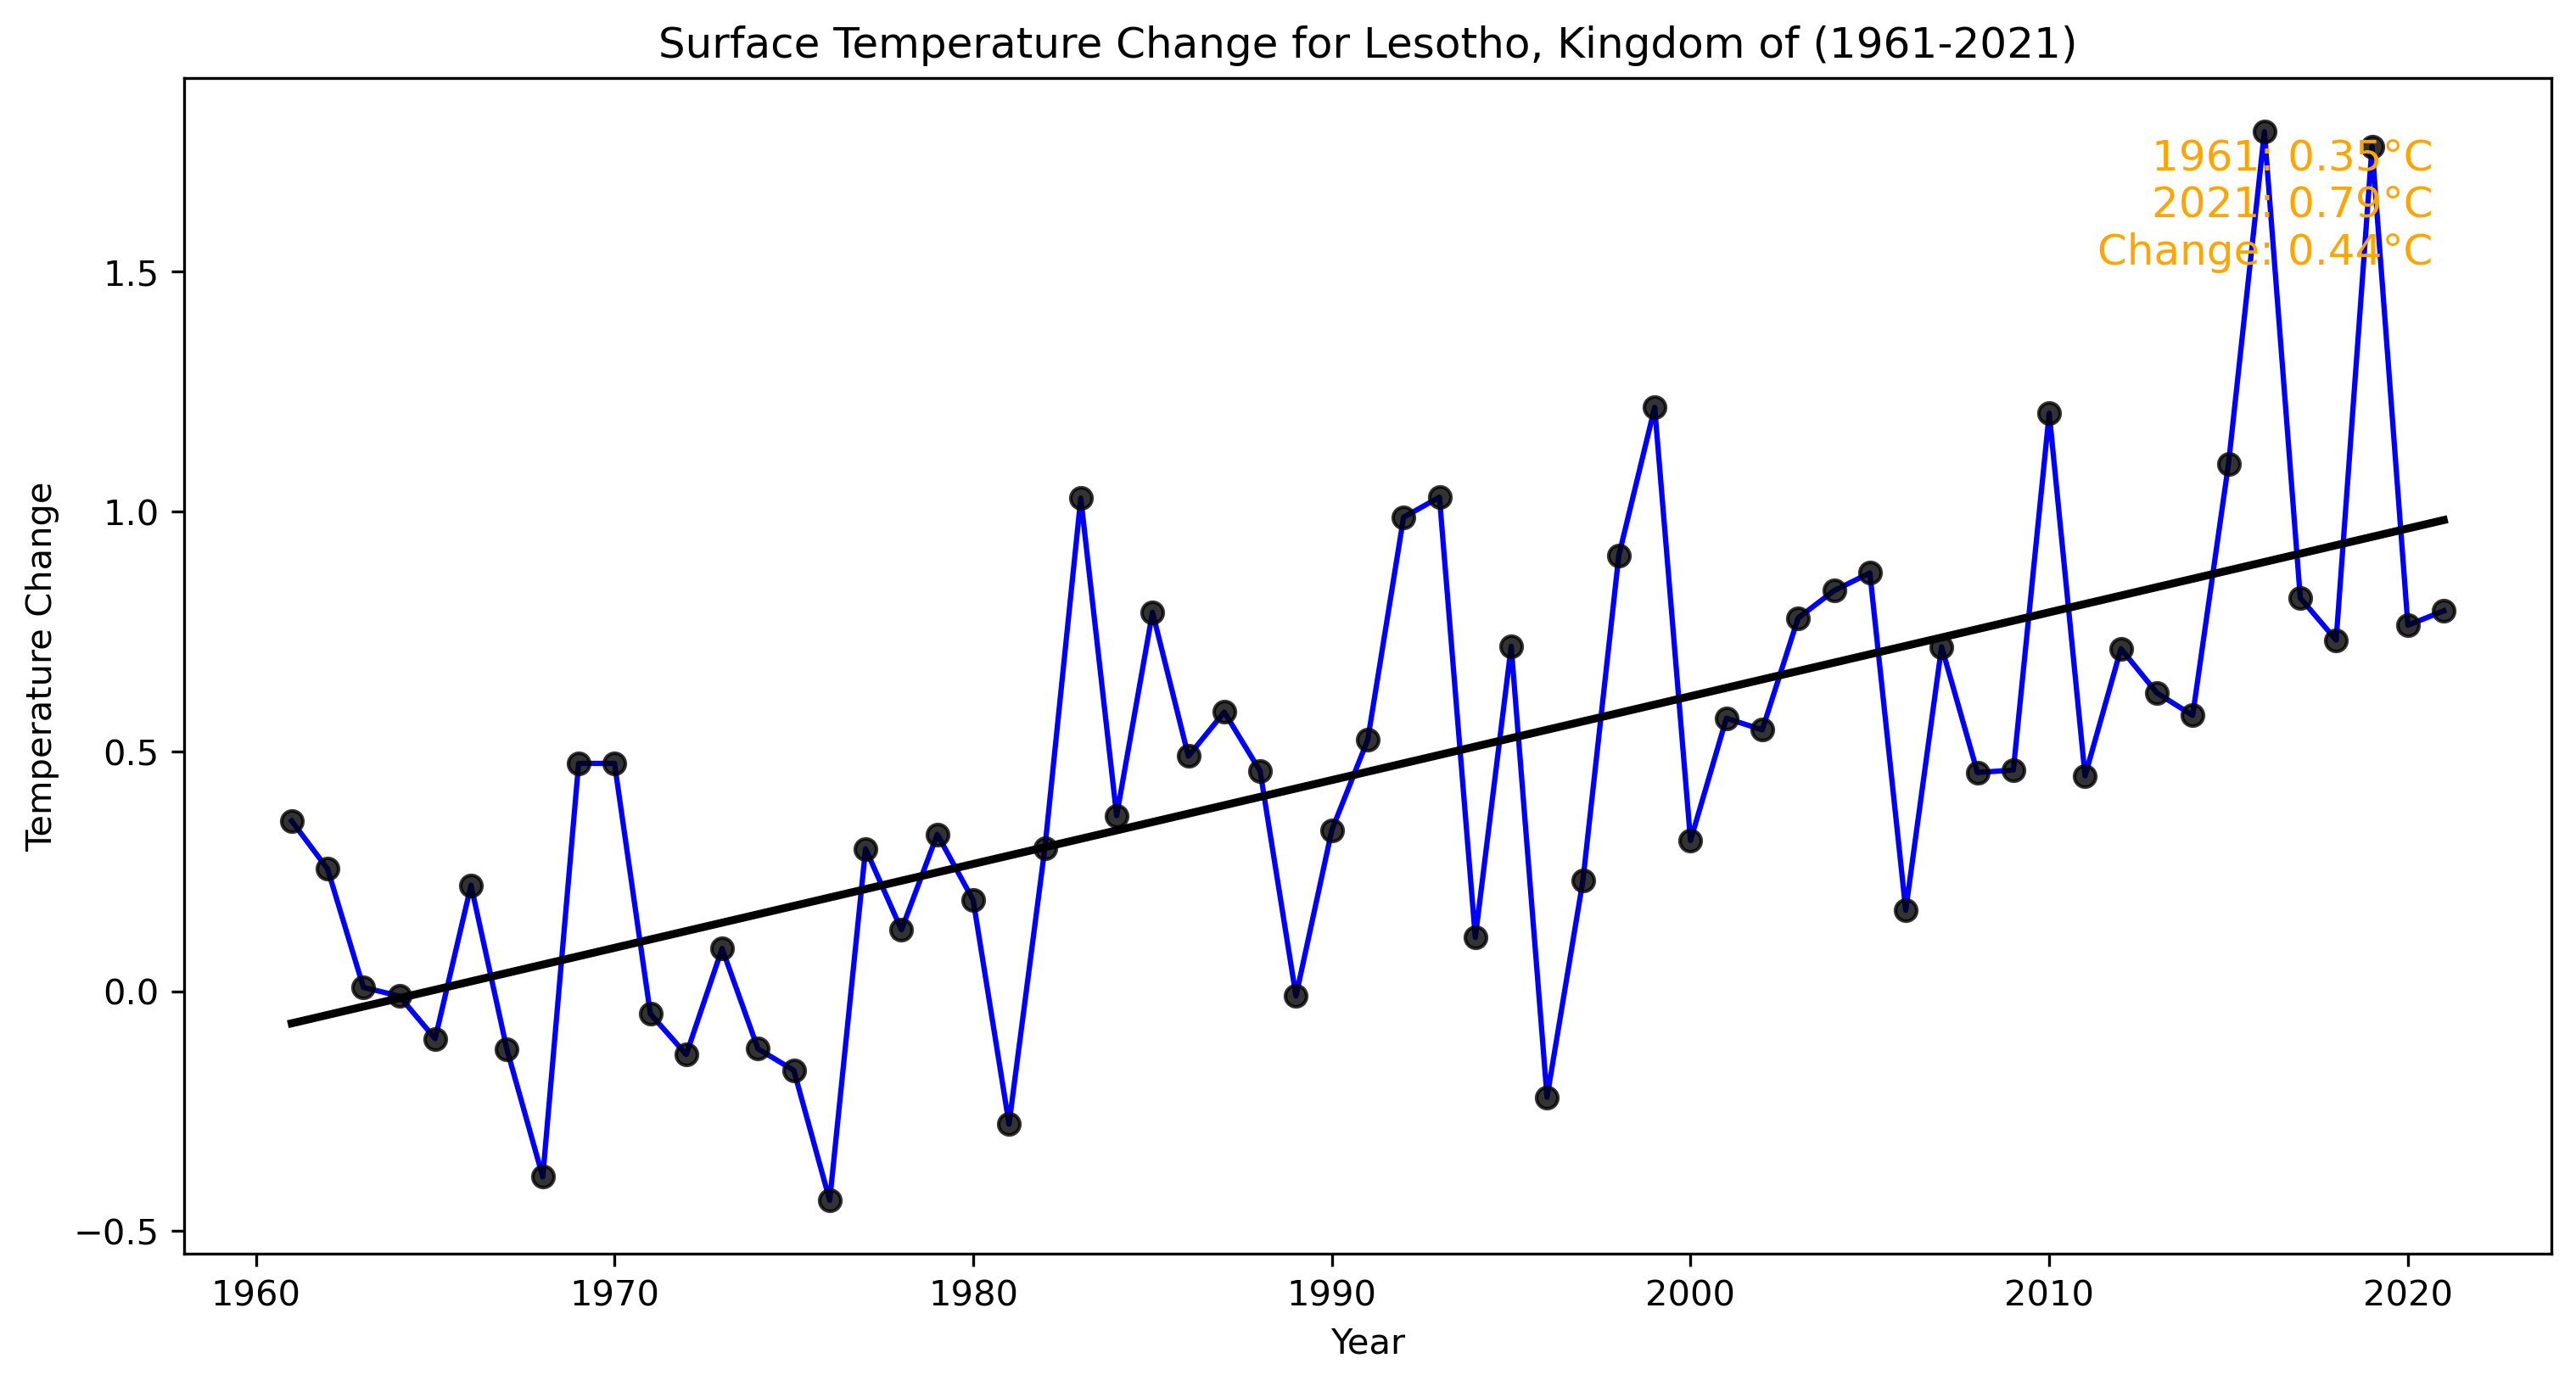 Surface Temperature Change for Lesotho, Kingdom of (1961-2021)
1961: 0.35°C
2021: 0.79°C
Change: 0.44°C
Temperature Change
1.5
1.0
0.5
0.0
−0.5
1960 1970 1980 1990 2000 2010 2020
Year